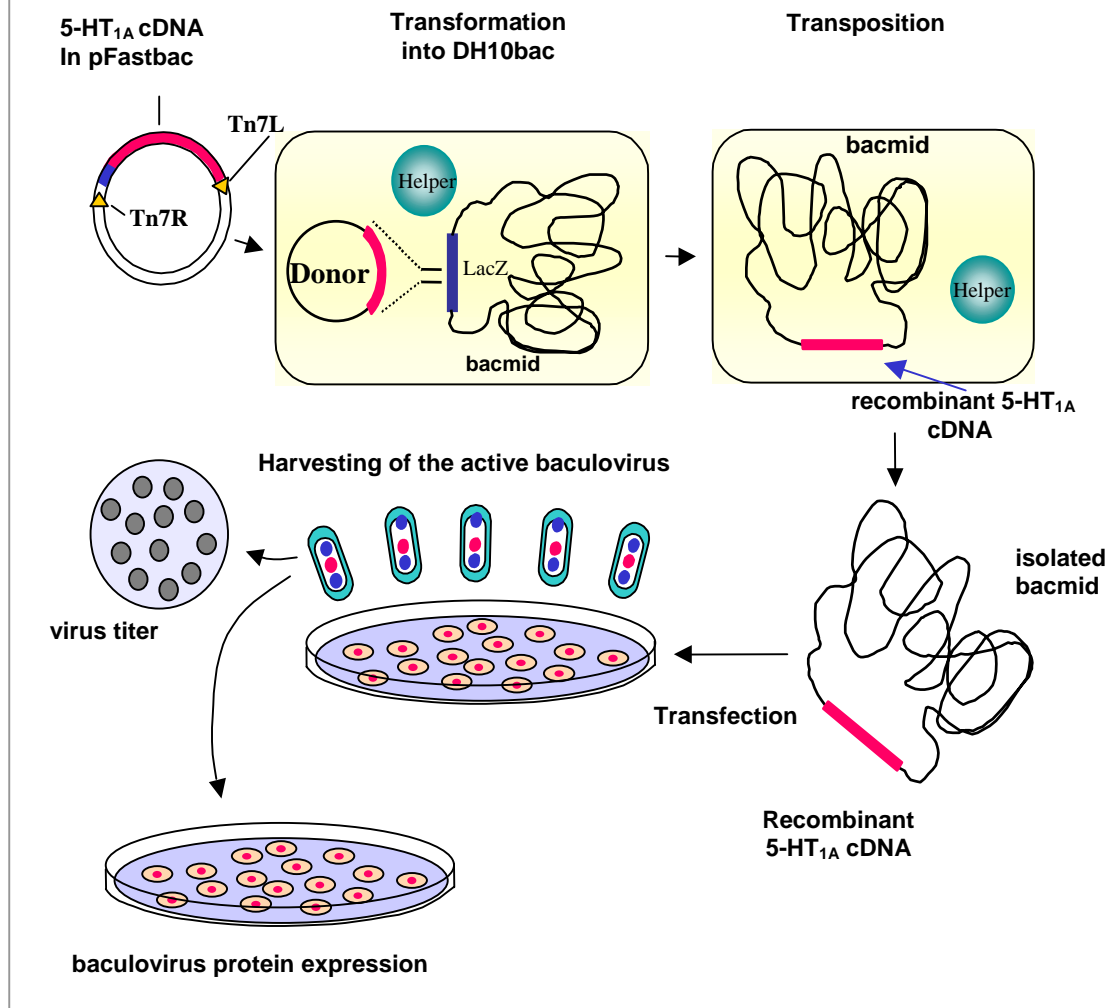 5-HT1A cDNA
In pFastbac
Transformation
into DH10bac
Transposition
Tn7L
Tn7R
Helper
Donor
LacZ
bacmid
bacmid
Helper
recombinant 5-HT1A
cDNA
Harvesting of the active baculovirus
isolated
bacmid
virus titer
Transfection
Recombinant
5-HT1A cDNA
baculovirus protein expression